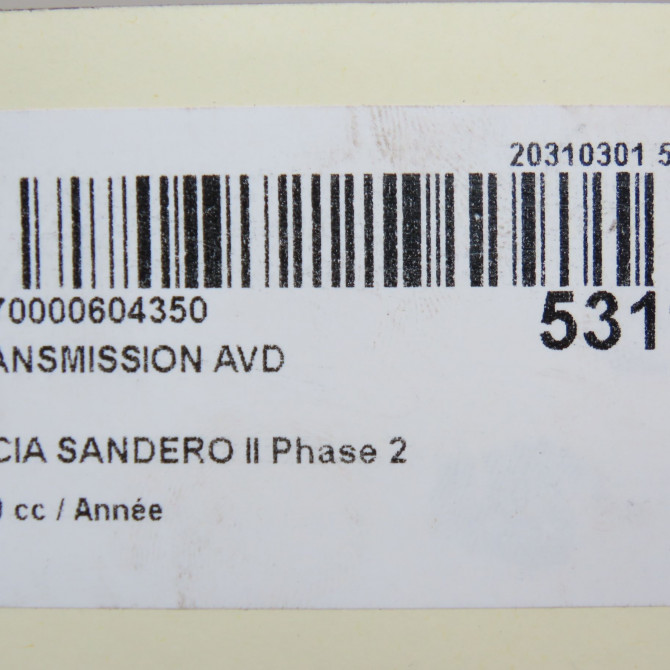 20310301 5
70000604350
531
ANSMISSION AVD
CIA SANDERO II Phase 2
cc / Année